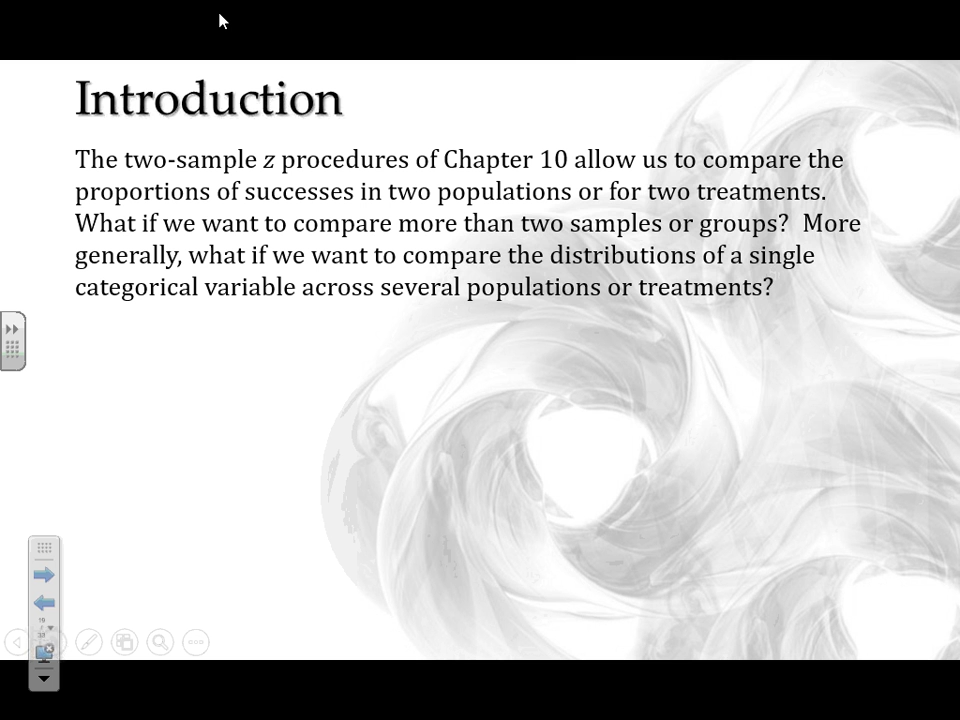 Introduction
The two-sample z procedures of Chapter 10 allow us to compare the
proportions of successes in two populations or for two treatments.
What if we want to compare more than two samples or groups?  More
generally, what if we want to compare the distributions of a single
categorical variable across several populations or treatments?